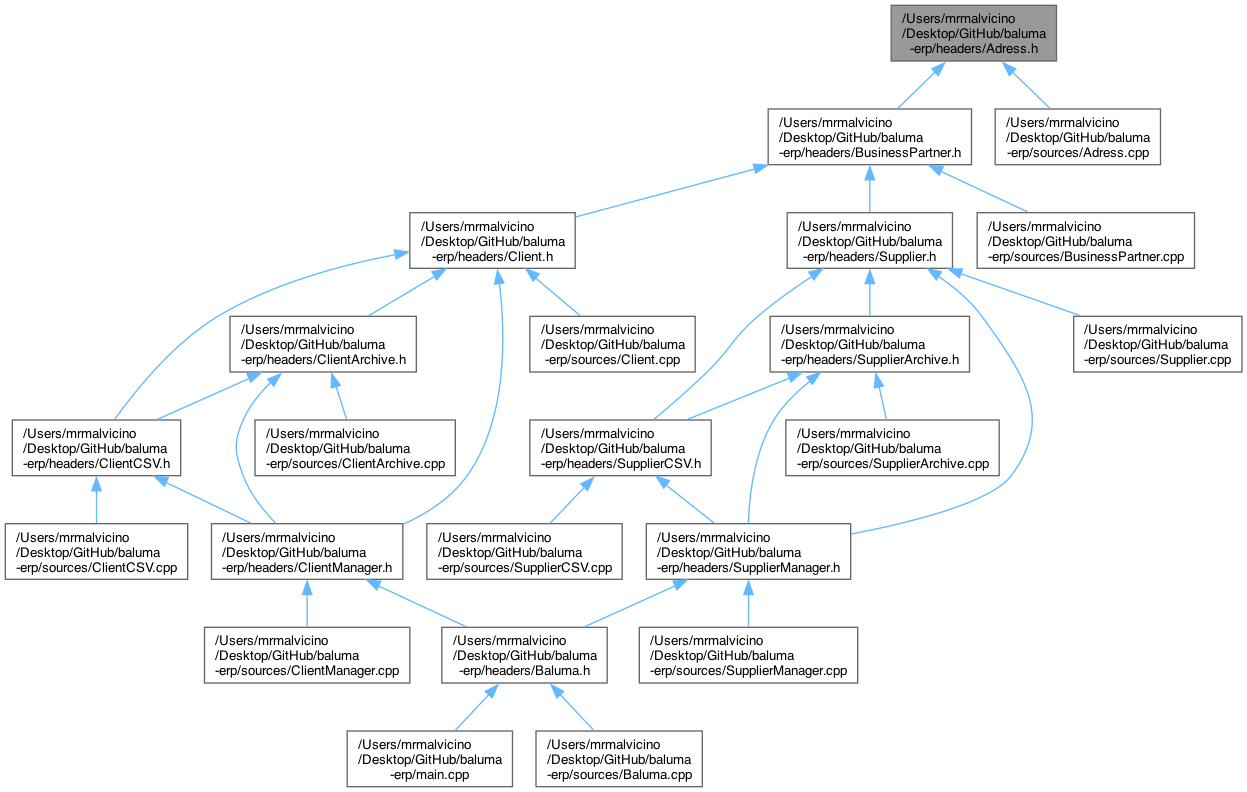 /Users/mrmalvicino
/Desktop/GitHub/baluma
-erp/headers/Adress.h
/Users/mrmalvicino
/Desktop/GitHub/baluma
-erp/headers/BusinessPartner.h
/Users/mrmalvicino
/Desktop/GitHub/baluma
-erp/sources/Adress.cpp
/Users/mrmalvicino
/Desktop/GitHub/baluma
-erp/headers/Client.h
/Users/mrmalvicino
/Desktop/GitHub/baluma
-erp/headers/Supplier.h
/Users/mrmalvicino
/Desktop/GitHub/baluma
-erp/sources/BusinessPartner.cpp
/Users/mrmalvicino
/Desktop/GitHub/baluma
-erp/headers/ClientArchive.h
/Users/mrmalvicino
/Desktop/GitHub/baluma
-erp/sources/Client.cpp
/Users/mrmalvicino
/Desktop/GitHub/baluma
-erp/headers/SupplierArchive.h
/Users/mrmalvicino
/Desktop/GitHub/baluma
-erp/sources/Supplier.cpp
/Users/mrmalvicino
/Desktop/GitHub/baluma
-erp/headers/ClientCSV.h
/Users/mrmalvicino
/Desktop/GitHub/baluma
-erp/sources/ClientArchive.cpp
/Users/mrmalvicino
/Desktop/GitHub/baluma
-erp/headers/SupplierCSV.h
/Users/mrmalvicino
/Desktop/GitHub/baluma
-erp/sources/SupplierArchive.cpp
/Users/mrmalvicino
/Desktop/GitHub/baluma
-erp/sources/ClientCSV.cpp
/Users/mrmalvicino
/Desktop/GitHub/baluma
-erp/headers/ClientManager.h
/Users/mrmalvicino
/Desktop/GitHub/baluma
-erp/sources/SupplierCSV.cpp
/Users/mrmalvicino
/Desktop/GitHub/baluma
-erp/headers/SupplierManager.h
/Users/mrmalvicino
/Desktop/GitHub/baluma
-erp/sources/ClientManager.cpp
/Users/mrmalvicino
/Desktop/GitHub/baluma
-erp/headers/Baluma.h
/Users/mrmalvicino
/Desktop/GitHub/baluma
-erp/sources/SupplierManager.cpp
/Users/mrmalvicino
/Desktop/GitHub/baluma
-erp/main.cpp
/Users/mrmalvicino
/Desktop/GitHub/baluma
-erp/sources/Baluma.cpp